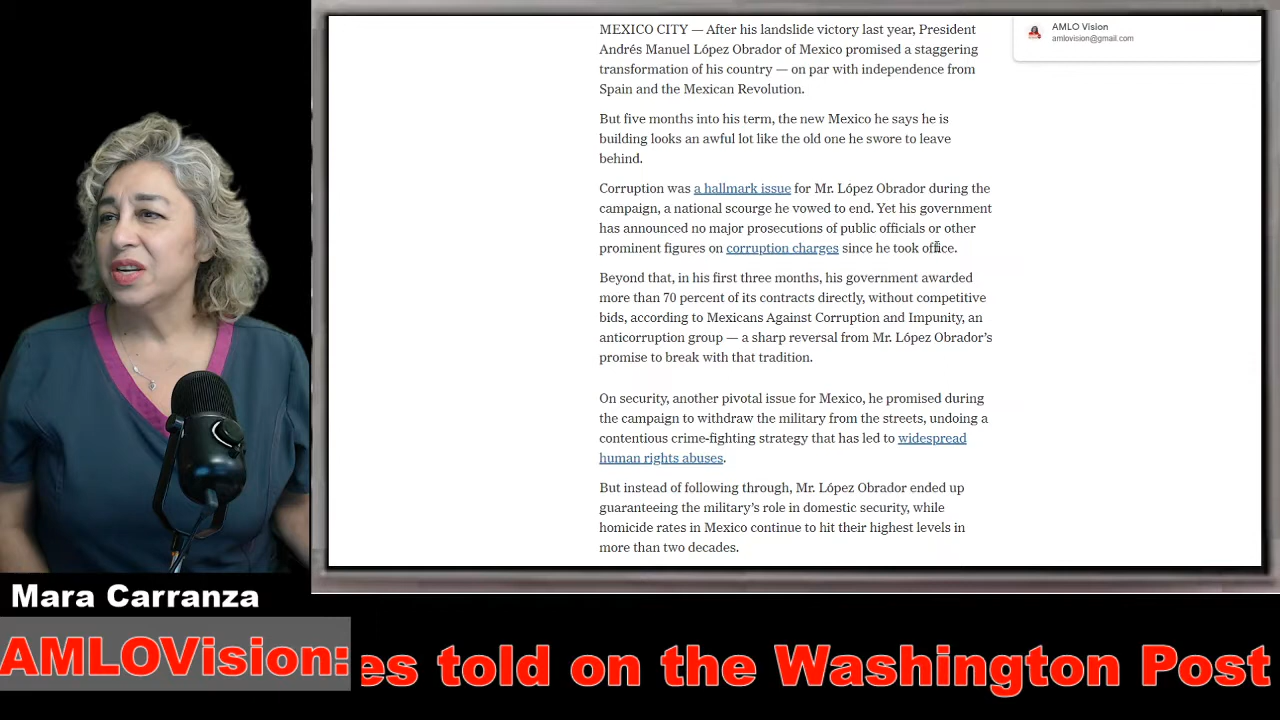 MEXICO CITY — After his landslide victory last year, President
Andrés Manuel López Obrador of Mexico promised a staggering
transformation of his country — on par with independence from
Spain and the Mexican Revolution.
But five months into his term, the new Mexico he says he is
building looks an awful lot like the old one he swore to leave
behind.
Corruption was a hallmark issue for Mr. López Obrador during the
campaign, a national scourge he vowed to end. Yet his government
has announced no major prosecutions of public officials or other
prominent figures on corruption charges since he took office.
Beyond that, in his first three months, his government awarded
more than 70 percent of its contracts directly, without competitive
bids, according to Mexicans Against Corruption and Impunity, an
anticorruption group — a sharp reversal from Mr. López Obrador’s
promise to break with that tradition.
On security, another pivotal issue for Mexico, he promised during
the campaign to withdraw the military from the streets, undoing a
contentious crime-fighting strategy that has led to widespread
human rights abuses.
But instead of following through, Mr. López Obrador ended up
guaranteeing the military’s role in domestic security, while
homicide rates in Mexico continue to hit their highest levels in
more than two decades.
AMLO Vision
amlovision@gmail.com
Mara Carranza
AMLOVision:
es told on the Washington Post